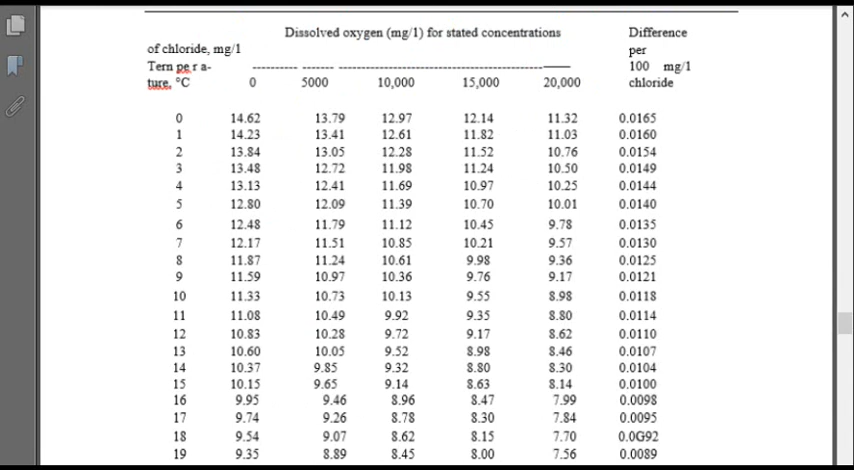 Dissolved oxygen (mg/1) for stated concentrations Difference
of chloride, mg/1 per
Tern pe r a- ---------- ------- --------------------------------------------------—— 100 mg/1
ture, °C 0 5000 10,000 15,000 20,000 chloride
0 14.62 13.79 12.97 12.14 11.32 0.0165
1 14.23 13.41 12.61 11.82 11.03 0.0160
2 13.84 13.05 12.28 11.52 10.76 0.0154
3 13.48 12.72 11.98 11.24 10.50 0.0149
4 13.13 12.41 11.69 10.97 10.25 0.0144
5 12.80 12.09 11.39 10.70 10.01 0.0140
6 12.48 11.79 11.12 10.45 9.78 0.0135
7 12.17 11.51 10.85 10.21 9.57 0.0130
8 11.87 11.24 10.61 9.98 9.36 0.0125
9 11.59 10.97 10.36 9.76 9.17 0.0121
10 11.33 10.73 10.13 9.55 8.98 0.0118
11 11.08 10.49 9.92 9.35 8.80 0.0114
12 10.83 10.28 9.72 9.17 8.62 0.0110
13 10.60 10.05 9.52 8.98 8.46 0.0107
14 10.37 9.85 9.32 8.80 8.30 0.0104
15 10.15 9.65 9.14 8.63 8.14 0.0100
16 9.95 9.46 8.96 8.47 7.99 0.0098
17 9.74 9.26 8.78 8.30 7.84 0.0095
18 9.54 9.07 8.62 8.15 7.70 0.0G92
19 9.35 8.89 8.45 8.00 7.56 0.0089